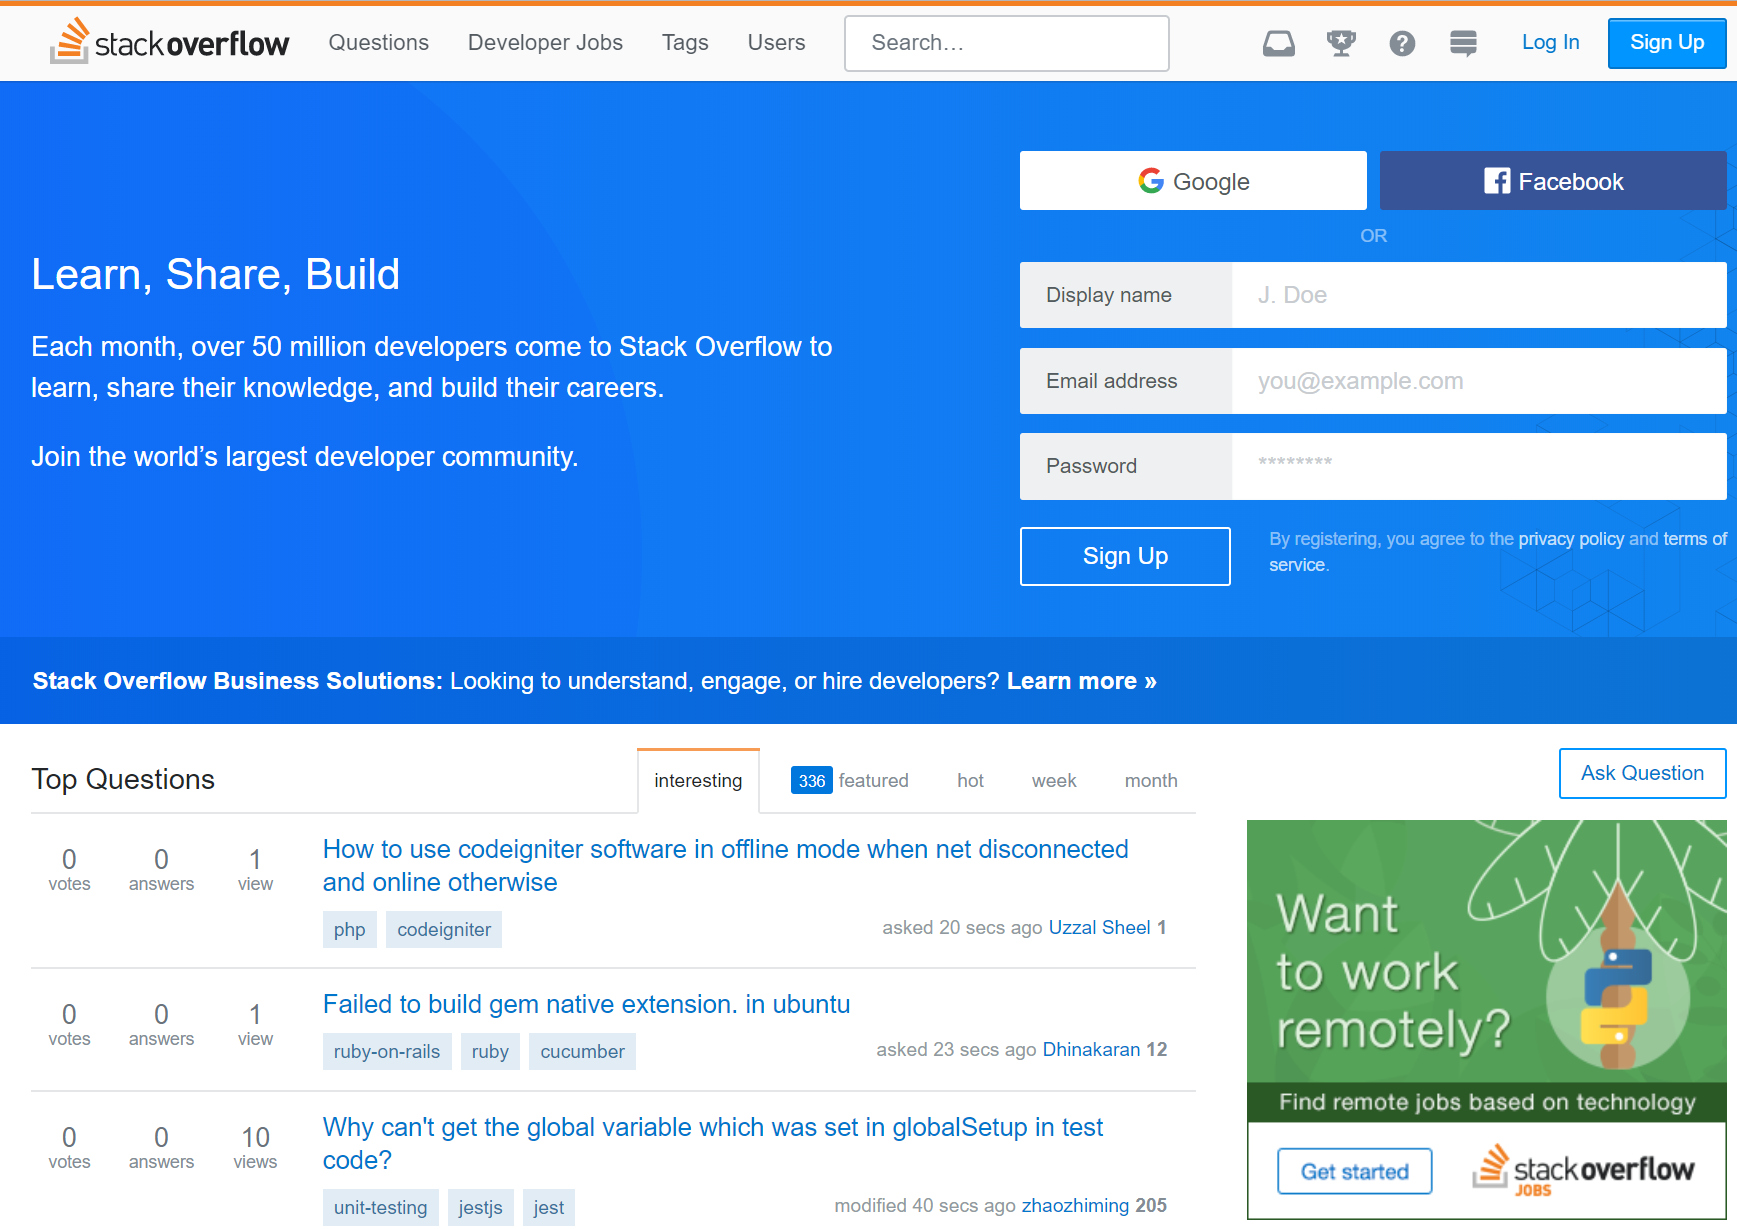 stackoverflow Questions Developer Jobs Tags Users Search... ? Log In Sign Up
Google Facebook
OR
Learn, Share, Build
Display name J. Doe
Each month, over 50 million developers come to Stack Overflow to
learn, share their knowledge, and build their careers.
Email address you@example.com
Join the world’s largest developer community.
Password ********
Sign Up
By registering, you agree to the privacy policy and terms of
service.
Stack Overflow Business Solutions: Looking to understand, engage, or hire developers? Learn more »
Top Questions interesting 336 featured hot week month
Ask Question
0 votes 0 answers 1 view
How to use codeigniter software in offline mode when net disconnected
and online otherwise
php codeigniter
asked 20 secs ago Uzzal Sheel 1
0 votes 0 answers 1 view
Failed to build gem native extension. in ubuntu
ruby-on-rails ruby cucumber
asked 23 secs ago Dhinakaran 12
0 votes 0 answers 10 views
Why can't get the global variable which was set in globalSetup in test
code?
unit-testing jestjs jest
modified 40 secs ago zhaozhiming 205
Want
to work
remotely?
Find remote jobs based on technology
Get started
stackoverflow
JOBS